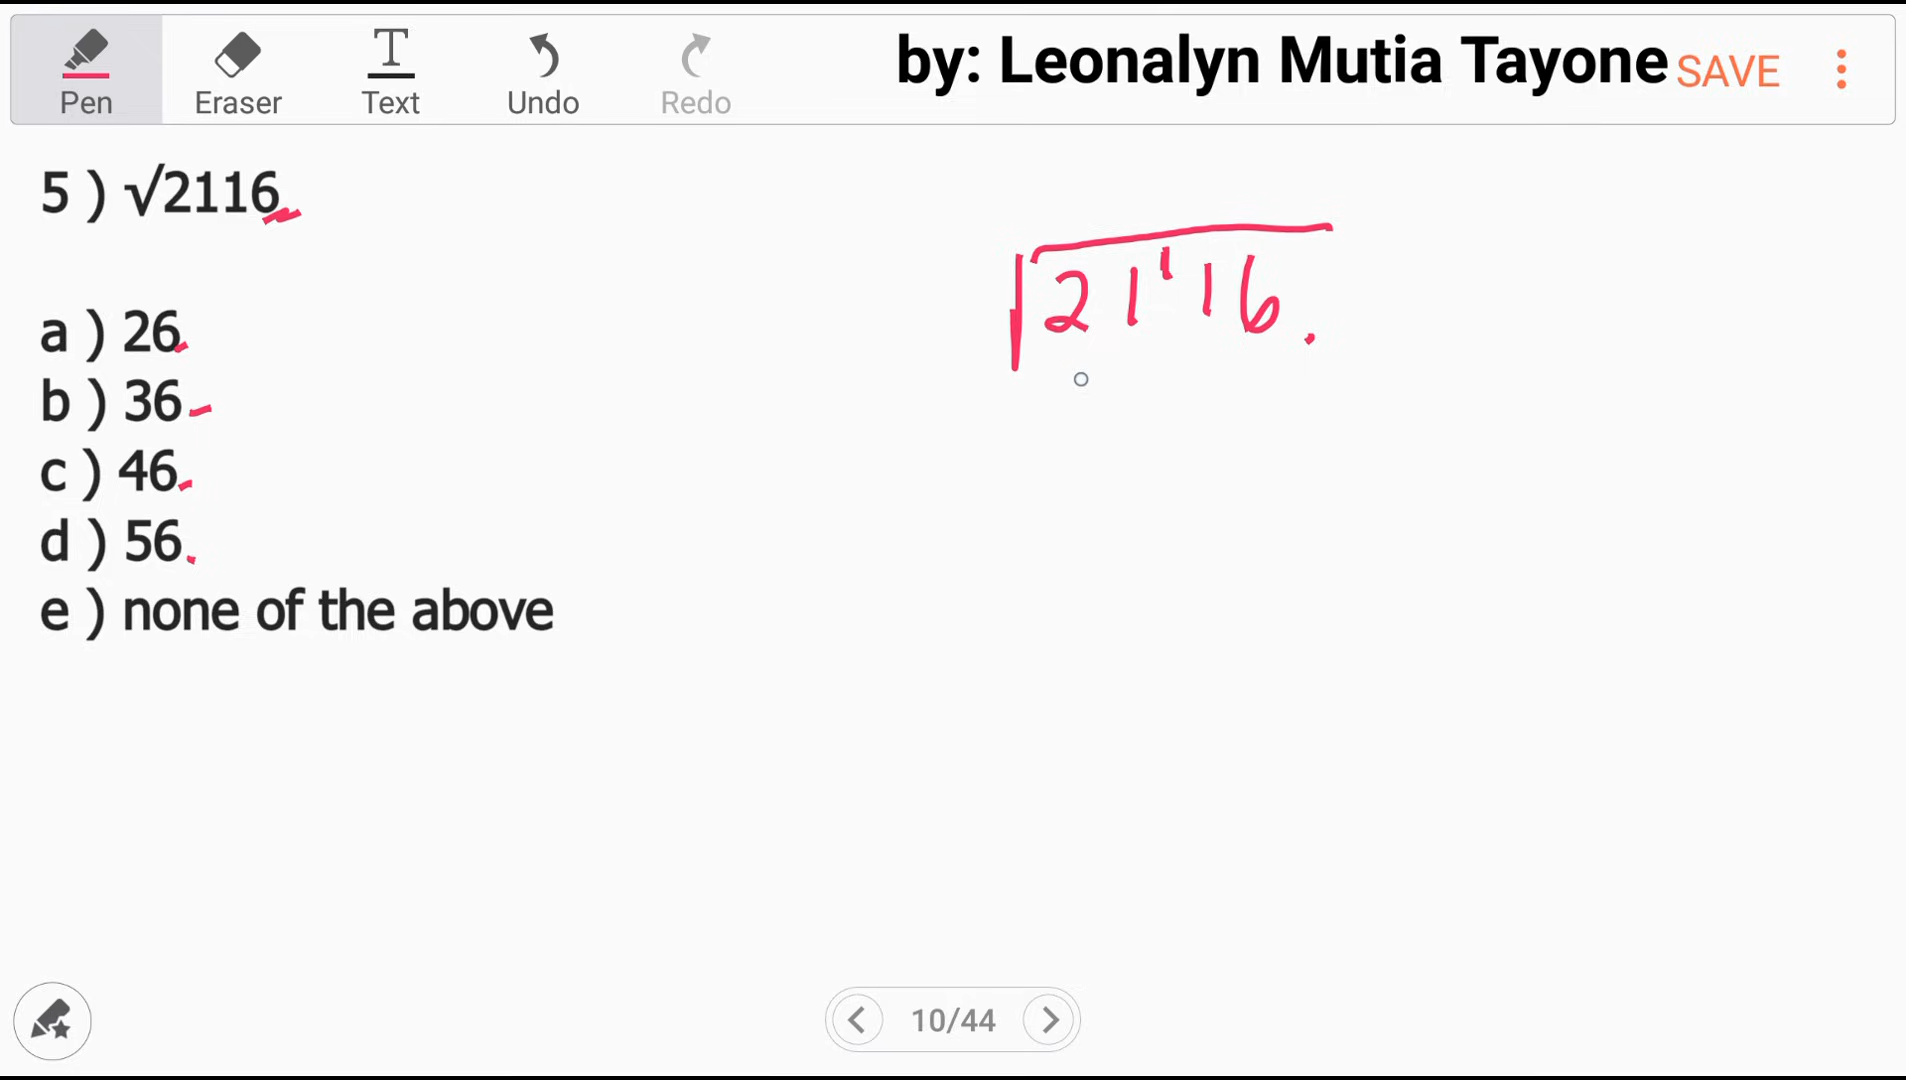 by: Leonalyn Mutia Tayone SAVE
Pen Eraser Text Undo Redo
5 ) √2116
√21'16.
a ) 26
b ) 36
c ) 46
d ) 56
e ) none of the above
10/44